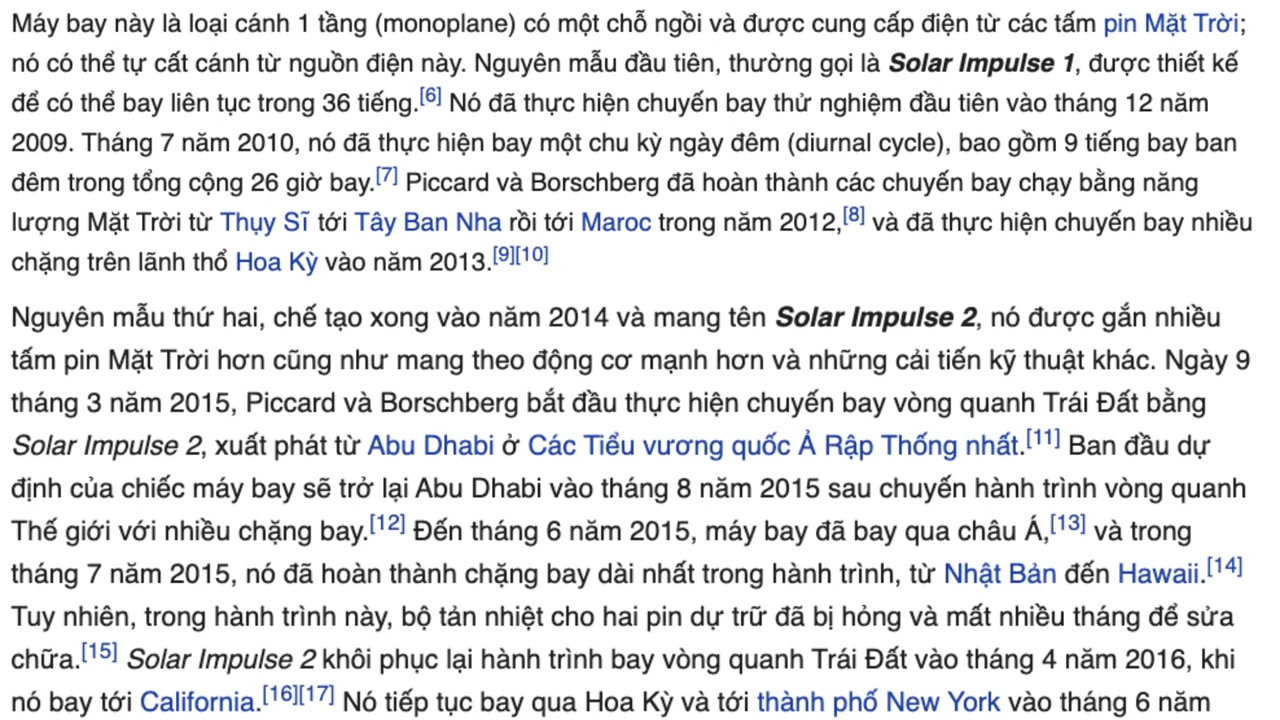 Máy bay này là loại cánh 1 tầng (monoplane) có một chỗ ngồi và được cung cấp điện từ các tấm pin Mặt Trời;
nó có thể tự cất cánh từ nguồn điện này. Nguyên mẫu đầu tiên, thường gọi là Solar Impulse 1, được thiết kế
để có thể bay liên tục trong 36 tiếng.[6] Nó đã thực hiện chuyến bay thử nghiệm đầu tiên vào tháng 12 năm
2009. Tháng 7 năm 2010, nó đã thực hiện bay một chu kỳ ngày đêm (diurnal cycle), bao gồm 9 tiếng bay ban
đêm trong tổng cộng 26 giờ bay.[7] Piccard và Borschberg đã hoàn thành các chuyến bay chạy bằng năng
lượng Mặt Trời từ Thụy Sĩ tới Tây Ban Nha rồi tới Maroc trong năm 2012,[8] và đã thực hiện chuyến bay nhiều
chặng trên lãnh thổ Hoa Kỳ vào năm 2013.[9][10]
Nguyên mẫu thứ hai, chế tạo xong vào năm 2014 và mang tên Solar Impulse 2, nó được gắn nhiều
tấm pin Mặt Trời hơn cũng như mang theo động cơ mạnh hơn và những cải tiến kỹ thuật khác. Ngày 9
tháng 3 năm 2015, Piccard và Borschberg bắt đầu thực hiện chuyến bay vòng quanh Trái Đất bằng
Solar Impulse 2, xuất phát từ Abu Dhabi ở Các Tiểu vương quốc Ả Rập Thống nhất.[11] Ban đầu dự
định của chiếc máy bay sẽ trở lại Abu Dhabi vào tháng 8 năm 2015 sau chuyến hành trình vòng quanh
Thế giới với nhiều chặng bay.[12] Đến tháng 6 năm 2015, máy bay đã bay qua châu Á,[13] và trong
tháng 7 năm 2015, nó đã hoàn thành chặng bay dài nhất trong hành trình, từ Nhật Bản đến Hawaii.[14]
Tuy nhiên, trong hành trình này, bộ tản nhiệt cho hai pin dự trữ đã bị hỏng và mất nhiều tháng để sửa
chữa.[15] Solar Impulse 2 khôi phục lại hành trình bay vòng quanh Trái Đất vào tháng 4 năm 2016, khi
nó bay tới California.[16][17] Nó tiếp tục bay qua Hoa Kỳ và tới thành phố New York vào tháng 6 năm